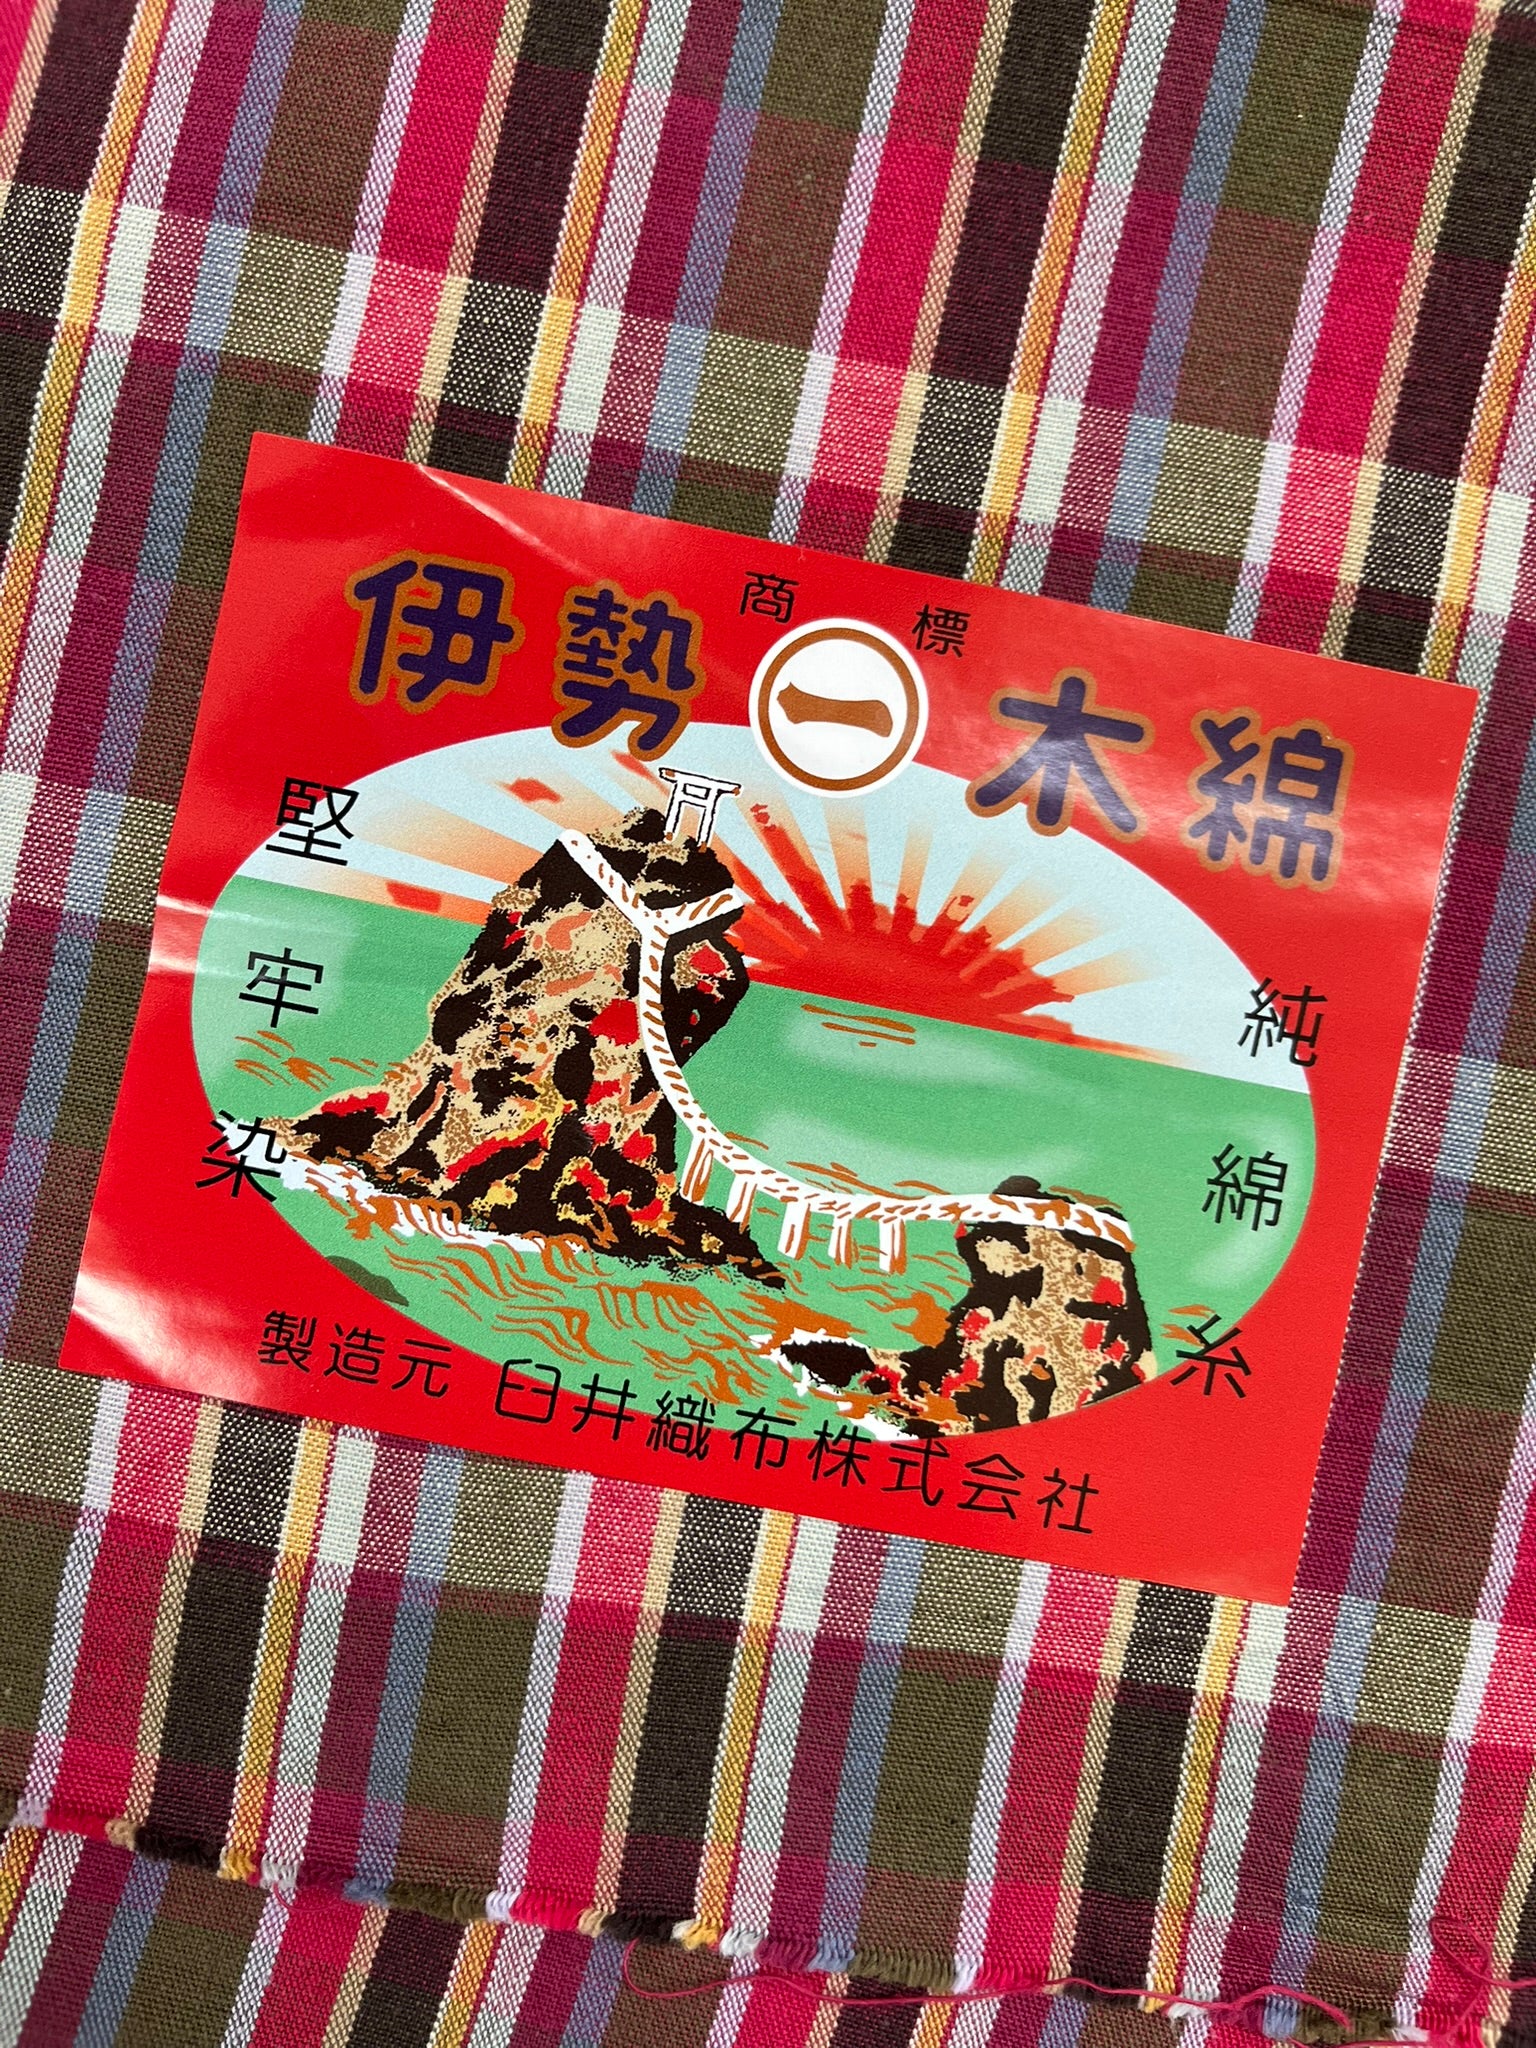 商標
伊勢一木綿
純綿糸
堅牢染
製造元 臼井織布株式会社